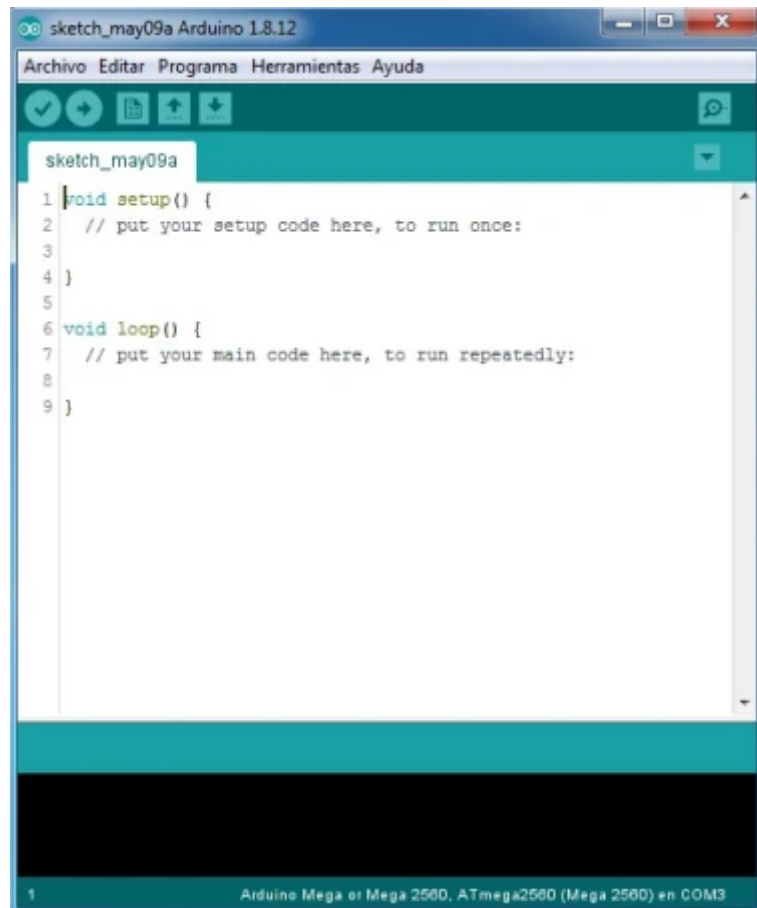 sketch_may09a Arduino 1.8.12
Archivo Editar Programa Herramientas Ayuda
sketch_may09a
1 void setup() {
2 // put your setup code here, to run once:
3
4 }
5
6 void loop() {
7 // put your main code here, to run repeatedly:
8
9 }
1 Arduino Mega or Mega 2560, ATmega2560 (Mega 2560) en COM3